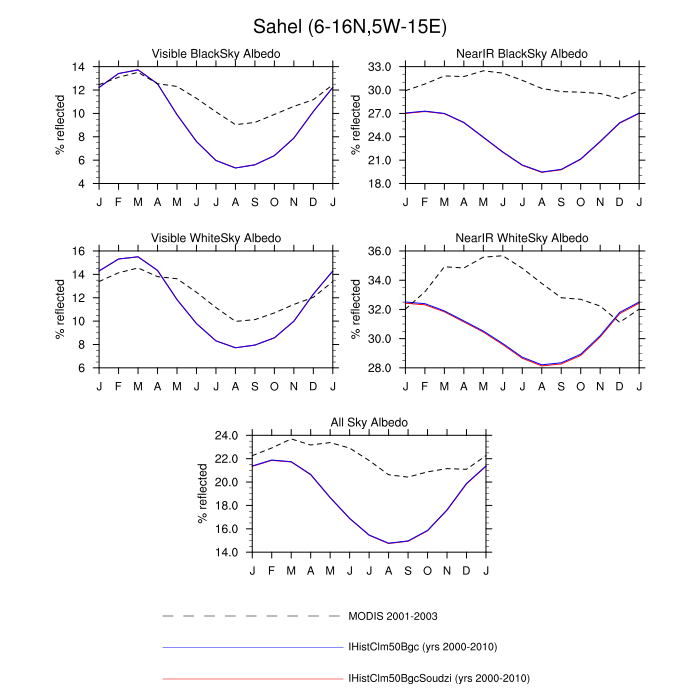 Sahel (6-16N,5W-15E)
Visible BlackSky Albedo
% reflected
14
12
10
8
6
4
J F M A M J J A S O N D J
NearIR BlackSky Albedo
% reflected
33.0
30.0
27.0
24.0
21.0
18.0
J F M A M J J A S O N D J
Visible WhiteSky Albedo
% reflected
16
14
12
10
8
6
J F M A M J J A S O N D J
NearIR WhiteSky Albedo
% reflected
36.0
34.0
32.0
30.0
28.0
J F M A M J J A S O N D J
All Sky Albedo
% reflected
24.0
22.0
20.0
18.0
16.0
14.0
J F M A M J J A S O N D J
MODIS 2001-2003
IHistClm50Bgc (yrs 2000-2010)
IHistClm50BgcSoudzi (yrs 2000-2010)